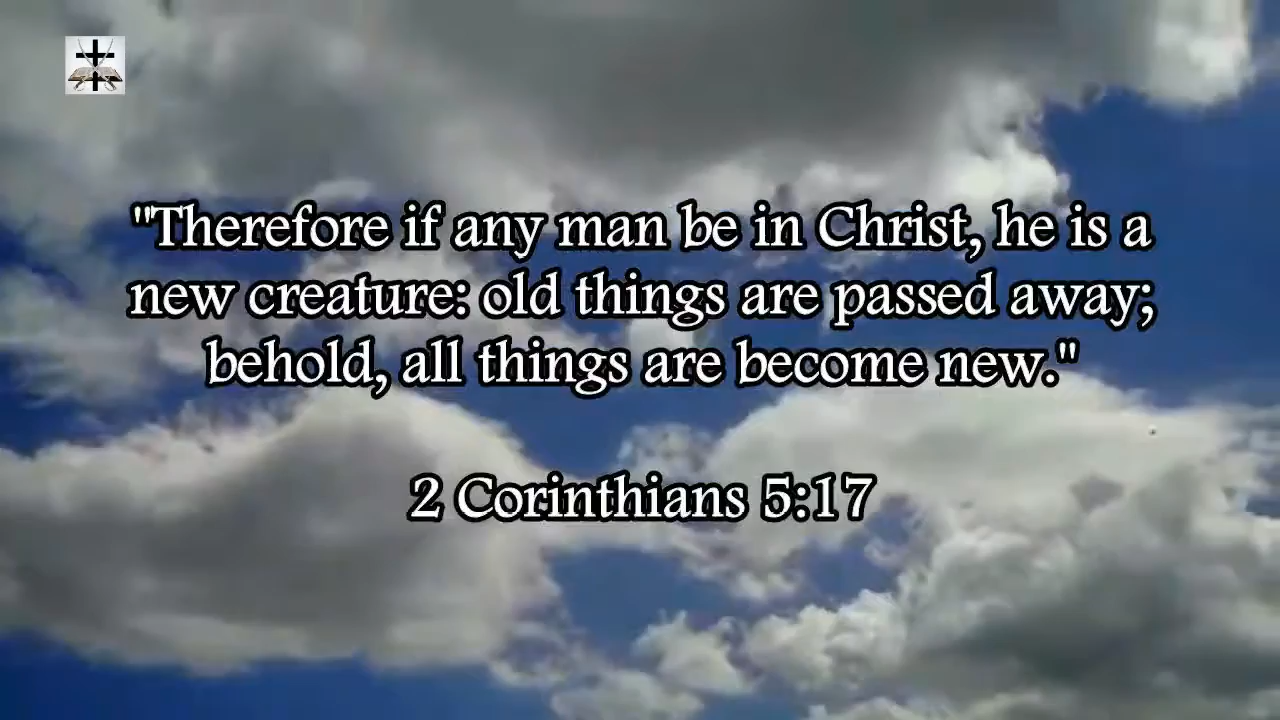 "Therefore if any man be in Christ, he is a
new creature: old things are passed away;
behold, all things are become new."
2 Corinthians 5:17